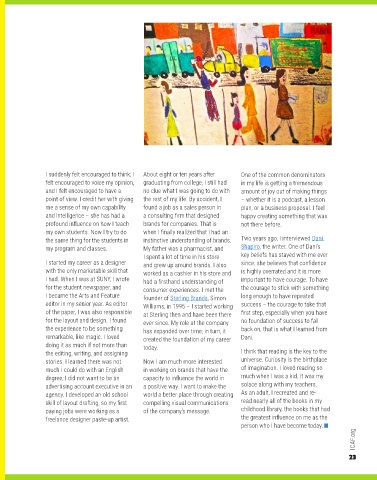 I suddenly felt encouraged to think; I
felt encouraged to voice my opinion,
and I felt encouraged to have a
point of view. I credit her with giving
me a sense of my own capability
and intelligence – she has had a
profound influence on how I teach
my own students. Now I try to do
the same thing for the students in
my program and classes.
I started my career as a designer
with the only marketable skill that
I had. When I was at SUNY, I wrote
for the student newspaper, and
I became the Arts and Feature
editor in my senior year. As editor
of the paper, I was also responsible
for the layout and design. I found
the experience to be something
remarkable, like magic. I loved
doing it as much if not more than
the editing, writing, and assigning
stories. I learned there was not
much I could do with an English
degree; I did not want to be an
advertising account executive in an
agency. I developed an old school
skill of layout drafting, so my first
paying jobs were working as a
freelance designer paste-up artist.
About eight or ten years after
graduating from college, I still had
no clue what I was going to do with
the rest of my life. By accident, I
found a job as a sales person in
a consulting firm that designed
brands for companies. That is
when I finally realized that I had an
instinctive understanding of brands.
My father was a pharmacist, and
I spent a lot of time in his store
and grew up around brands. I also
worked as a cashier in his store and
had a firsthand understanding of
consumer experiences. I met the
founder of Sterling Brands, Simon
Williams, in 1995 – I started working
at Sterling then and have been there
ever since. My role at the company
has expanded over time, in turn, it
created the foundation of my career
today.
Now I am much more interested
in working on brands that have the
capacity to influence the world in
a positive way. I want to make the
world a better place through creating
compelling visual communications
of the company's message.
One of the common denominators
in my life is getting a tremendous
amount of joy out of making things
– whether it is a podcast, a lesson
plan, or a business proposal. I feel
happy creating something that was
not there before.
Two years ago, I interviewed Dani
Shapiro, the writer. One of Dani's
key beliefs has stayed with me ever
since: she believes that confidence
is highly overrated and it is more
important to have courage. To have
the courage to stick with something
long enough to have repeated
success – the courage to take that
first step, especially when you have
no foundation of success to fall
back on, that is what I learned from
Dani.
I think that reading is the key to the
universe. Curiosity is the birthplace
of imagination. I loved reading so
much when I was a kid. It was my
solace along with my teachers.
As an adult, I recreated and re-
read nearly all of the books in my
childhood library, the books that had
the greatest influence on me as the
person who I have become today.
ICAF.org
23